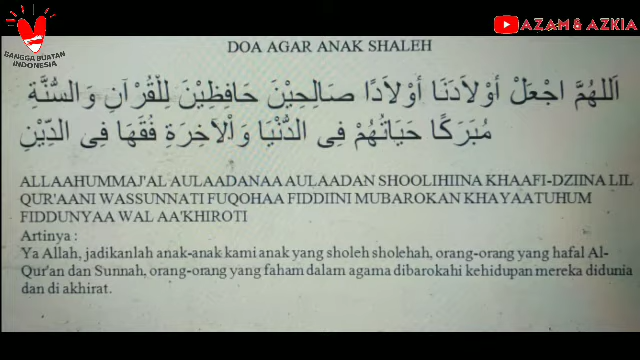 BANGGA BUATAN
INDONESIA
AZAM & AZKIA
DOA AGAR ANAK SHALEH
اَللهُمَّ اجْعَلْ أَوْلَادَنَا أَوْلَادًا صَالِحِيْنَ حَافِظِيْنَ لِلْقُرْآنِ وَالسُّنَّةِ
مُبَرَكًا حَيَاتُهُمْ فِى الدُّنْيَا وَالْاَخِرَةِ فُقَهَا فِى الدِّيْنِ
ALLAAHUMMAJ'AL AULAADANAA AULAADAN SHOOLIHIINA KHAAFI-DZIINA LIL
QUR'AANI WASSUNNATI FUQOHAA FIDDIINI MUBAROKAN KHAYAATUHUM
FIDDUNYAA WAL AA'KHIROTI
Artinya :
Ya Allah, jadikanlah anak-anak kami anak yang sholeh sholehah, orang-orang yang hafal Al-
Qur'an dan Sunnah, orang-orang yang faham dalam agama dibarokahi kehidupan mereka didunia
dan di akhirat.